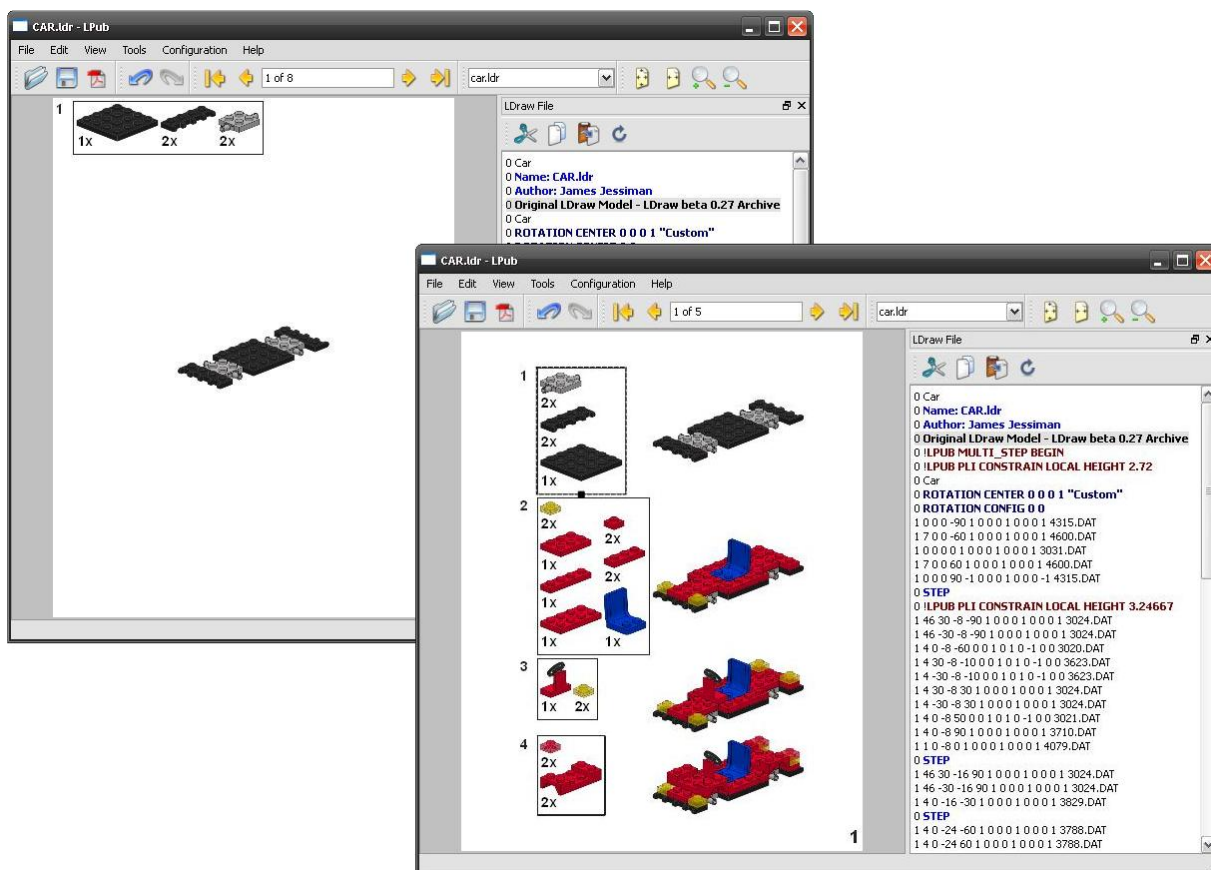 CAR.ldr - LPub
File Edit View Tools Configuration Help
1 of 8
car.ldr
1
1x 2x 2x
LDraw File
0 Car
0 Name: CAR.ldr
0 Author: James Jessiman
0 Original LDraw Model - LDraw beta 0.27 Archive
0 Car
0 ROTATION CENTER 0 0 0 1 "Custom"
CAR.ldr - LPub
File Edit View Tools Configuration Help
1 of 5
car.ldr
1
2x
2x
1x
2
2x
2x
1x
2x
1x
1x 1x
3
1x 2x
4
2x
2x
1
LDraw File
0 Car
0 Name: CAR.ldr
0 Author: James Jessiman
0 Original LDraw Model - LDraw beta 0.27 Archive
0 !LPUB MULTI_STEP BEGIN
0 !LPUB PLI CONSTRAIN LOCAL HEIGHT 2.72
0 Car
0 ROTATION CENTER 0 0 0 1 "Custom"
0 ROTATION CONFIG 0 0
1 0 0 0 -90 1 0 0 0 1 0 0 0 1 4315.DAT
1 7 0 0 -60 1 0 0 0 1 0 0 0 1 4600.DAT
1 0 0 0 0 1 0 0 0 1 0 0 0 1 3031.DAT
1 7 0 0 60 1 0 0 0 1 0 0 0 1 4600.DAT
1 0 0 0 90 -1 0 0 0 1 0 0 0 -1 4315.DAT
0 STEP
0 !LPUB PLI CONSTRAIN LOCAL HEIGHT 3.24667
1 46 30 -8 -90 1 0 0 0 1 0 0 0 1 3024.DAT
1 46 -30 -8 -90 1 0 0 0 1 0 0 0 1 3024.DAT
1 4 0 -8 -60 0 0 1 0 1 0 -1 0 0 3020.DAT
1 4 30 -8 -10 0 0 1 0 1 0 -1 0 0 3623.DAT
1 4 -30 -8 -10 0 0 1 0 1 0 -1 0 0 3623.DAT
1 4 30 -8 30 1 0 0 0 1 0 0 0 1 3024.DAT
1 4 -30 -8 30 1 0 0 0 1 0 0 0 1 3024.DAT
1 4 0 -8 50 0 0 1 0 1 0 -1 0 0 3021.DAT
1 4 0 -8 90 1 0 0 0 1 0 0 0 1 3710.DAT
1 1 0 -8 0 1 0 0 0 1 0 0 0 1 4079.DAT
0 STEP
1 46 30 -16 90 1 0 0 0 1 0 0 0 1 3024.DAT
1 46 -30 -16 90 1 0 0 0 1 0 0 0 1 3024.DAT
1 4 0 -16 -30 1 0 0 0 1 0 0 0 1 3829.DAT
0 STEP
1 4 0 -24 -60 1 0 0 0 1 0 0 0 1 3788.DAT
1 4 0 -24 60 1 0 0 0 1 0 0 0 1 3788.DAT